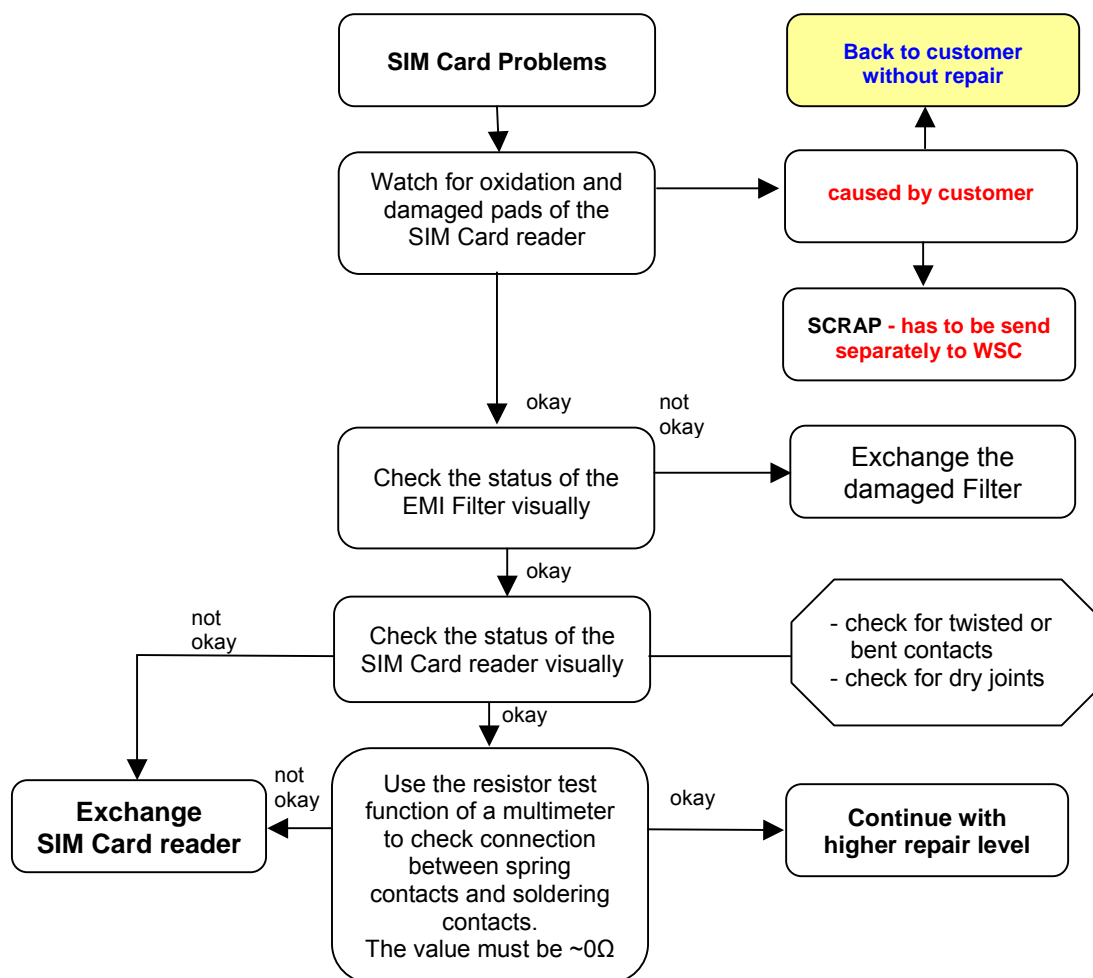 SIM Card Problems
Back to customer
without repair
Watch for oxidation and
damaged pads of the
SIM Card reader
caused by customer
SCRAP - has to be send
separately to WSC
okay
not
okay
Check the status of the
EMI Filter visually
Exchange the
damaged Filter
okay
not
okay
Check the status of the
SIM Card reader visually
- check for twisted or
bent contacts
- check for dry joints
okay
Exchange
SIM Card reader
not
okay
Use the resistor test
function of a multimeter
to check connection
between spring
contacts and soldering
contacts.
The value must be ~0Ω
okay
Continue with
higher repair level